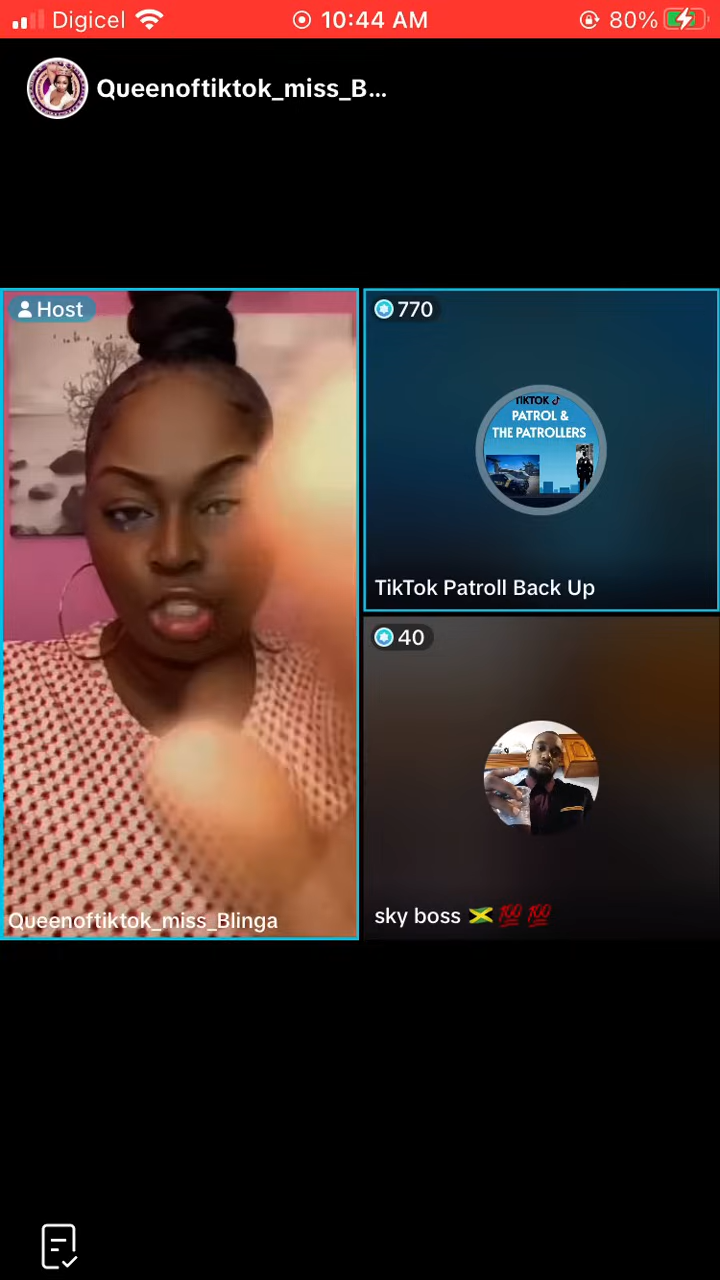 Digicel
10:44 AM
80%
Queenoftiktok_miss_B...
Host
770
TIKTOK
PATROL &
THE PATROLLERS
TikTok Patroll Back Up
40
Queenoftiktok_miss_Blinga
sky boss 🇯🇲 💯 💯